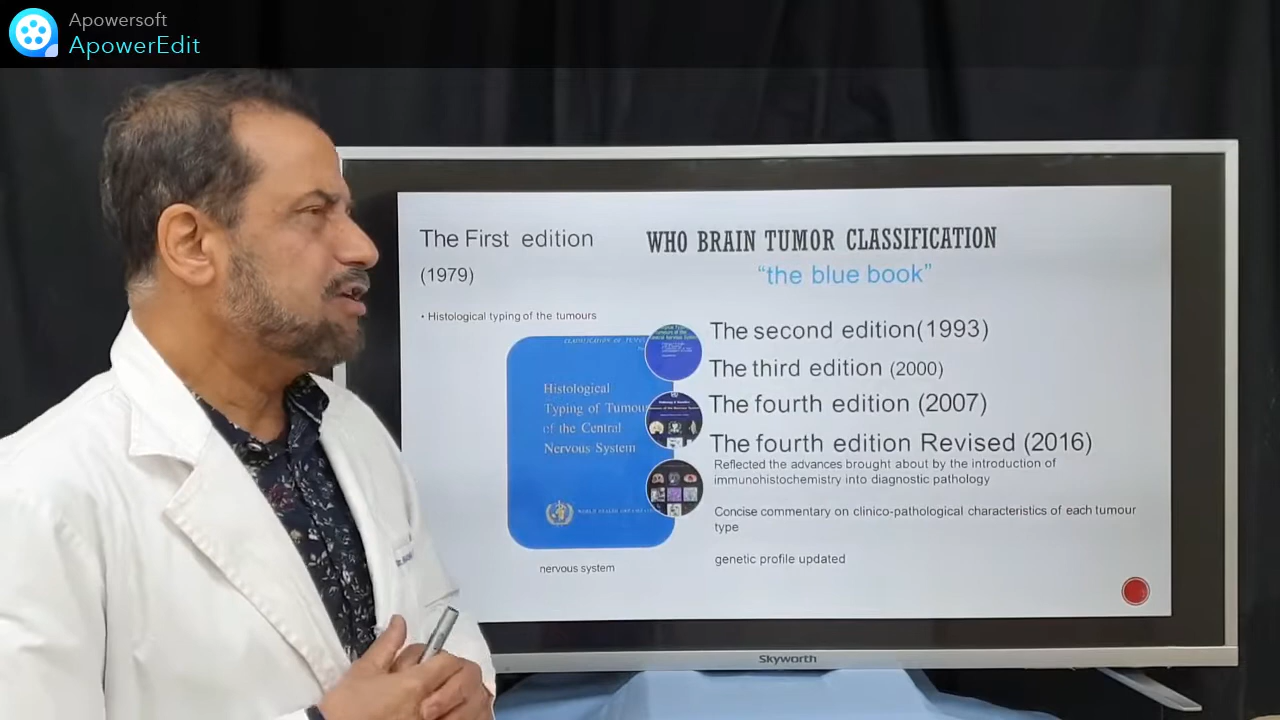 Apowersoft
ApowerEdit
The First edition
(1979)
• Histological typing of the tumours
WHO BRAIN TUMOR CLASSIFICATION
“the blue book”
Histological
Typing of Tumou
of the Central
Nervous System
nervous system
The second edition(1993)
The third edition (2000)
The fourth edition (2007)
The fourth edition Revised (2016)
Reflected the advances brought about by the introduction of
immunohistochemistry into diagnostic pathology
Concise commentary on clinico-pathological characteristics of each tumour
type
genetic profile updated
Skyworth